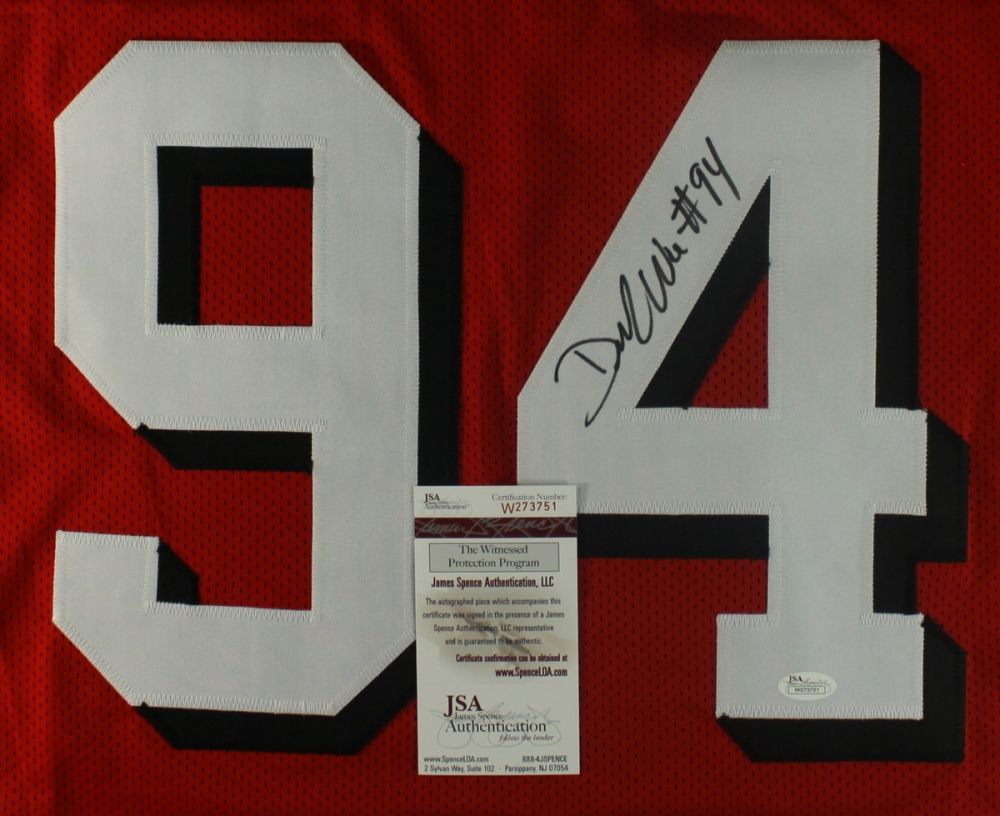 94
#94
JSA
Authentication
Certification Number:
W273751
The Witnessed
Protection Program
James Spence Authentication, LLC
The autographed piece which accompanies this
certificate was signed in the presence of a James
Spence Authentication, LLC representative
and is guaranteed to be authentic.
Certificate confirmation can be obtained at
www.SpenceLOA.com
JSA
James Spence
Authentication
follow the leader
www.SpenceLOA.com 888-4JSPENCE
2 Sylvan Way, Suite 102 · Parsippany, NJ 07054
JSA
W273751